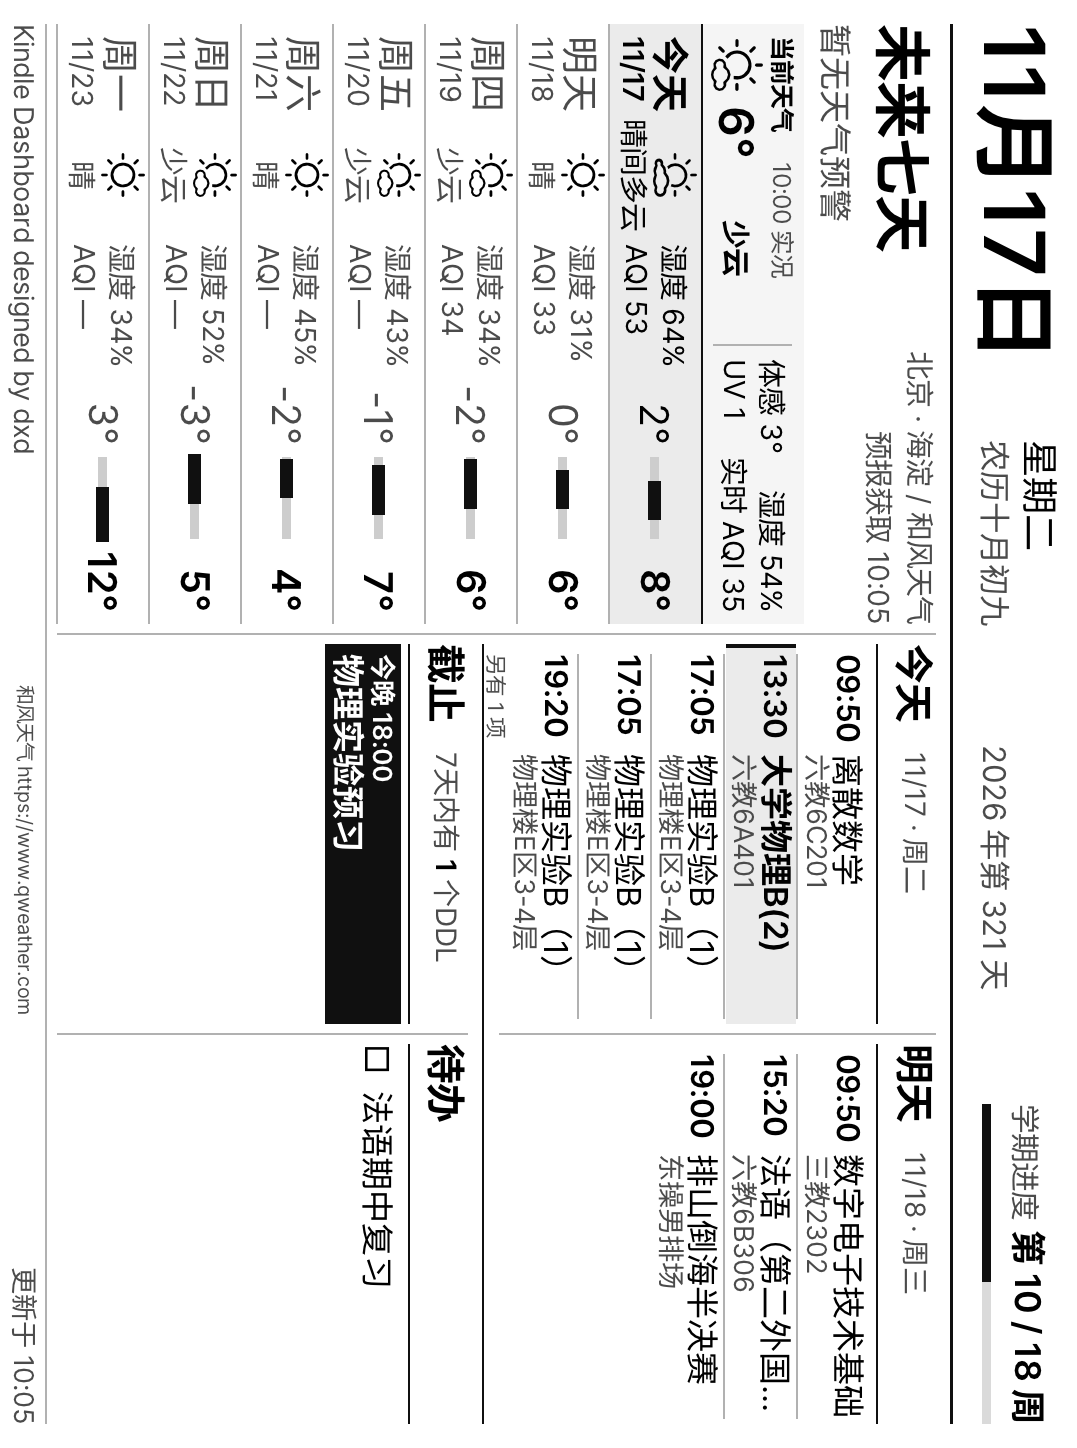 11月17日
星期二
农历十月初九
2026 年第 321 天
学期进度 第 10 / 18 周
未来七天
北京 · 海淀 / 和风天气
暂无天气预警
预报获取 10:05
当前天气 10:00 实况
6° 少云
体感 3° 湿度 54%
UV 1 实时 AQI 35
今天 湿度 64% 2° 8°
11/17 晴间多云 AQI 53
明天 湿度 31% 0° 6°
11/18 晴 AQI 33
周四 湿度 34% -2° 6°
11/19 少云 AQI 34
周五 湿度 43% -1° 7°
11/20 少云 AQI —
周六 湿度 45% -2° 4°
11/21 晴 AQI —
周日 湿度 52% -3° 5°
11/22 少云 AQI —
周一 湿度 34% 3° 12°
11/23 晴 AQI —
今天 11/17 · 周二
09:50 离散数学
六教6C201
13:30 大学物理B(2)
六教6A401
17:05 物理实验B（1）
物理楼E区3-4层
17:05 物理实验B（1）
物理楼E区3-4层
19:20 物理实验B（1）
物理楼E区3-4层
另有 1 项
明天 11/18 · 周三
09:50 数字电子技术基础
三教2302
15:20 法语（第二外国…
六教6B306
19:00 排山倒海半决赛
东操男排场
截止 7天内有 1 个DDL
今晚 18:00
物理实验预习
待办
法语期中复习
Kindle Dashboard designed by dxd
和风天气 https://www.qweather.com
更新于 10:05